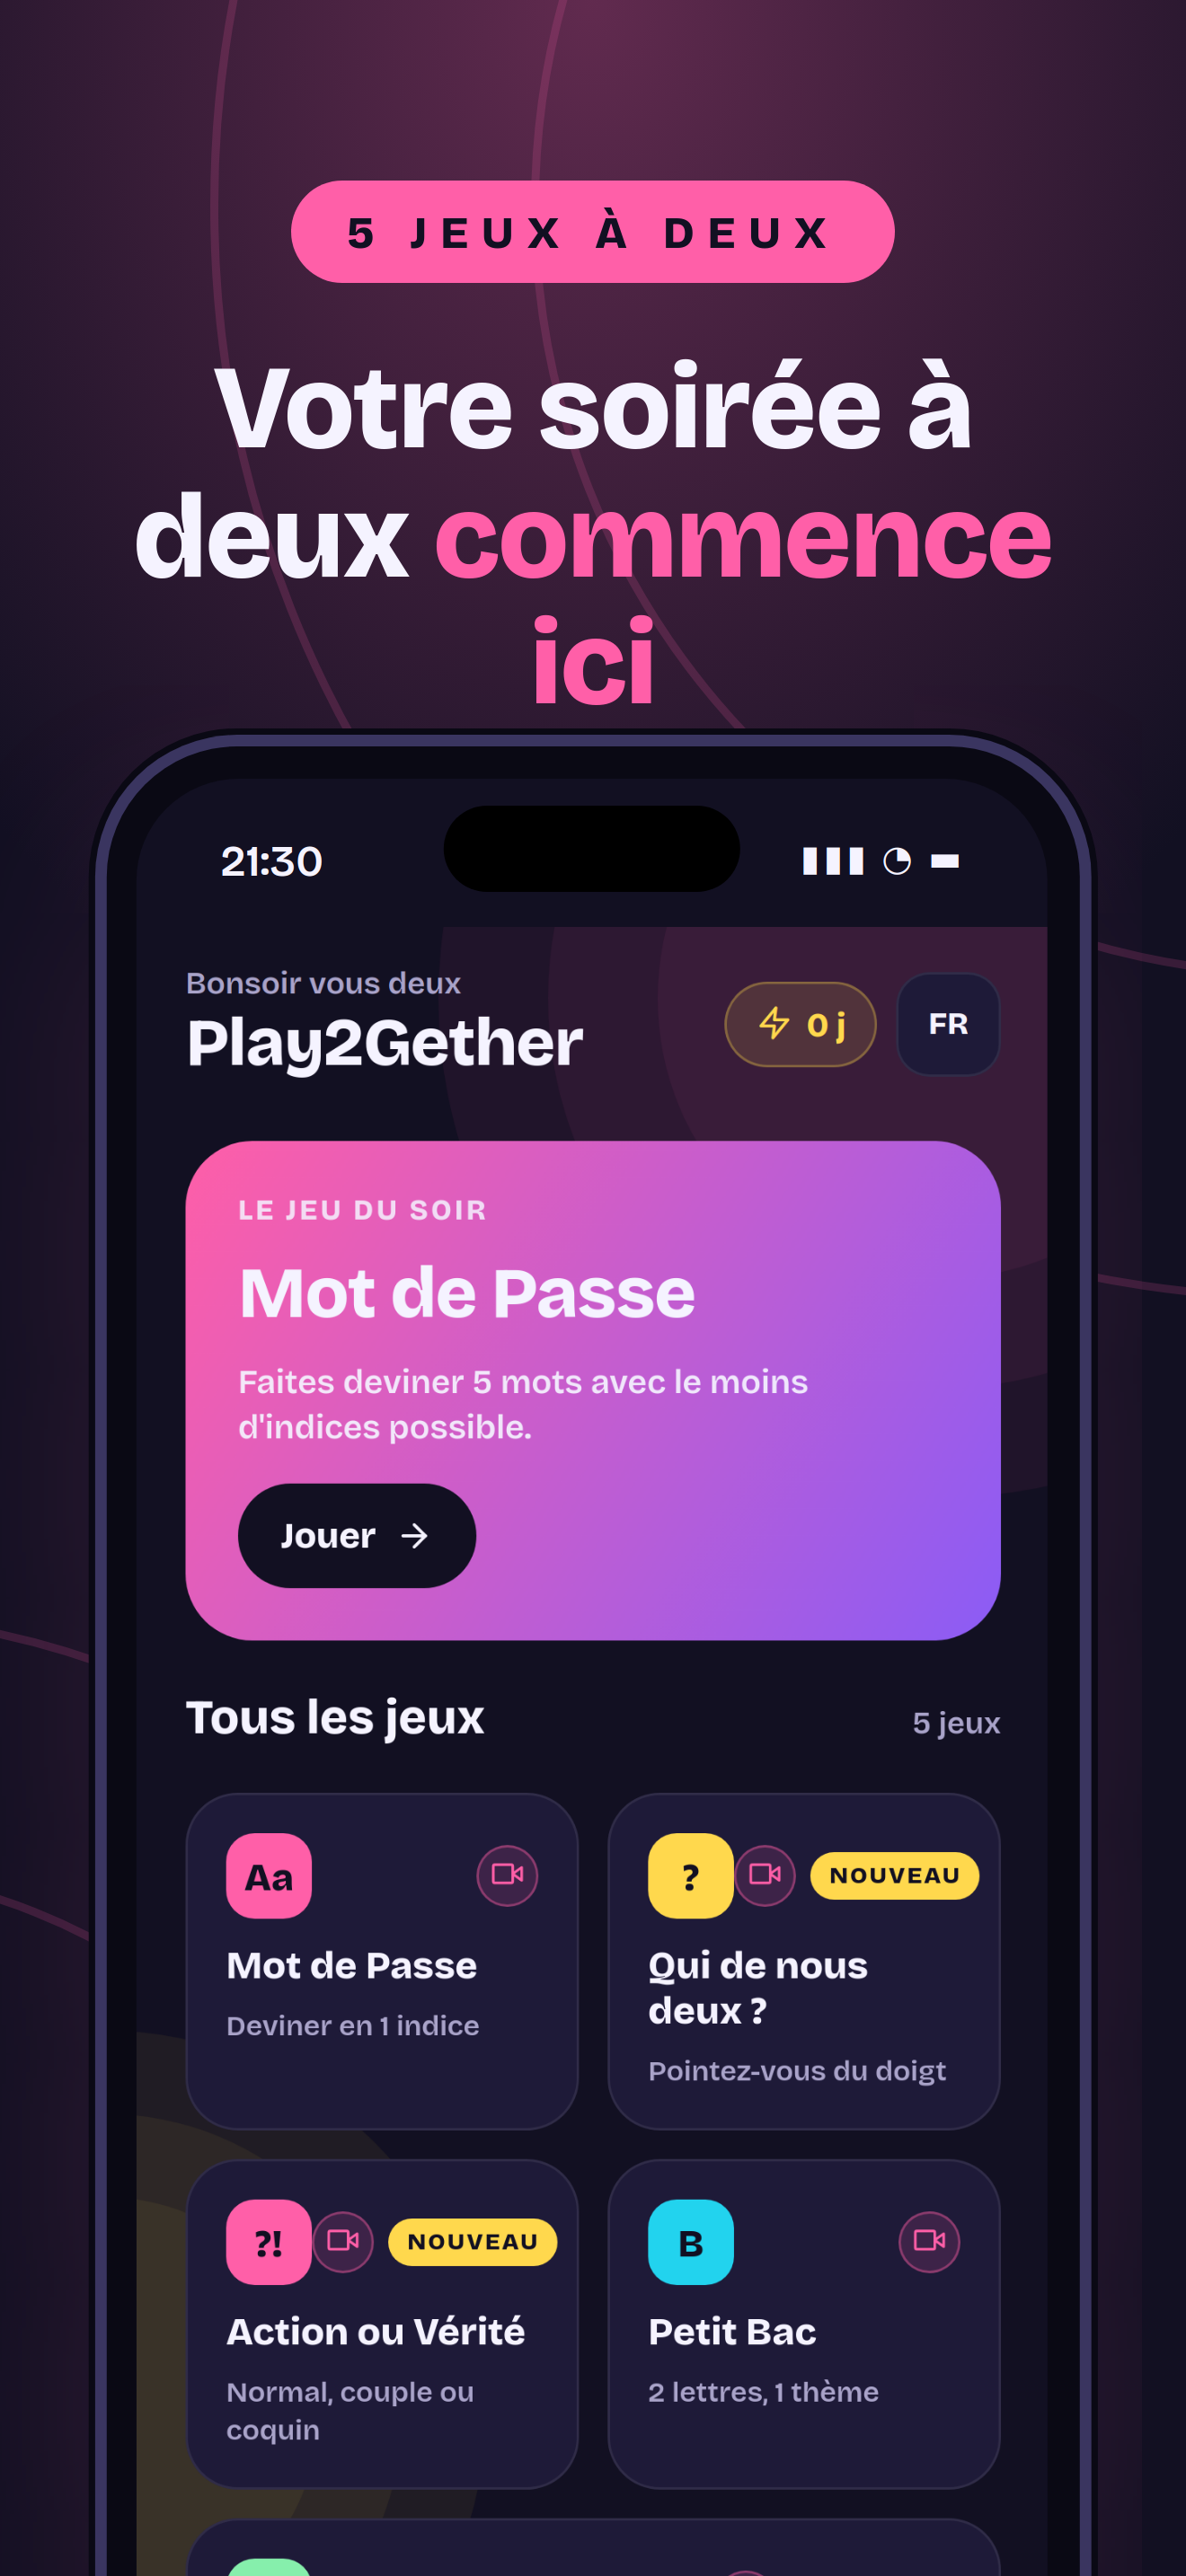 5 JEUX À DEUX
Votre soirée à
deux commence
ici
21:30
Bonsoir vous deux
Play2Gether
0 j
FR
LE JEU DU SOIR
Mot de Passe
Faites deviner 5 mots avec le moins
d'indices possible.
Jouer →
Tous les jeux
5 jeux
Aa
Mot de Passe
Deviner en 1 indice
?
NOUVEAU
Qui de nous
deux ?
Pointez-vous du doigt
?!
NOUVEAU
Action ou Vérité
Normal, couple ou
coquin
B
Petit Bac
2 lettres, 1 thème